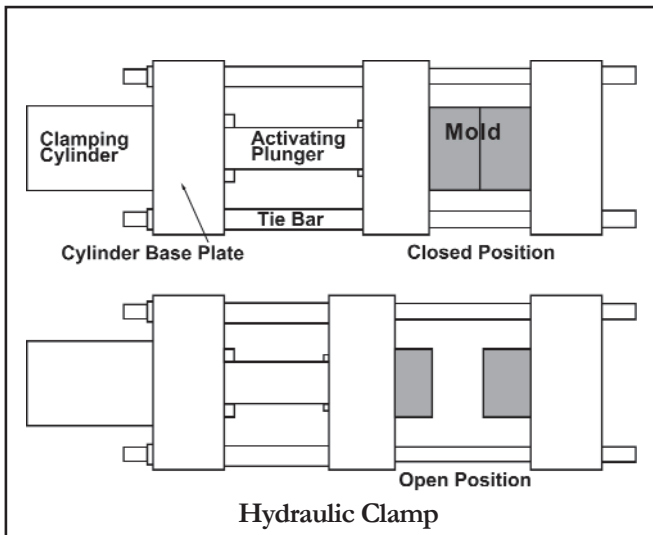 Clamping
Cylinder
Activating
Plunger
Mold
Tie Bar
Cylinder Base Plate
Closed Position
Open Position
Hydraulic Clamp